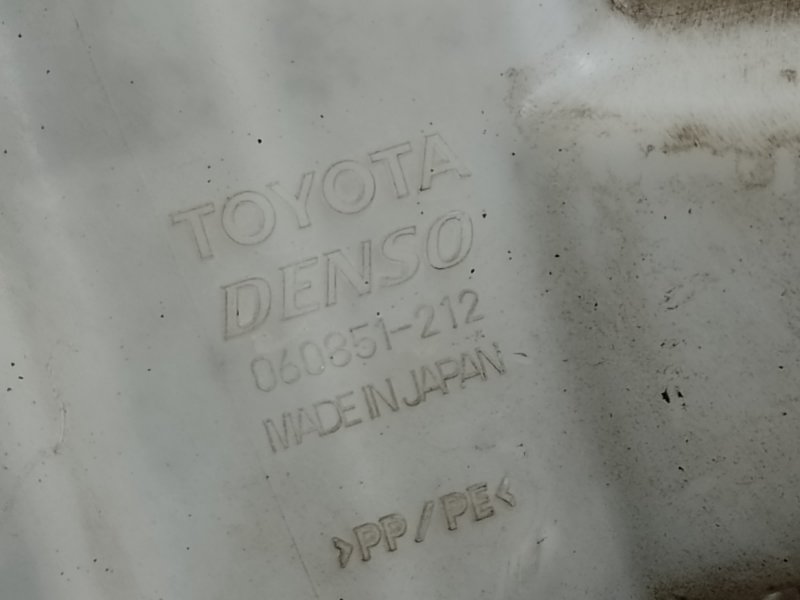 TOYOTA
DENSO
060851-212
MADE IN JAPAN
>PP/PE<